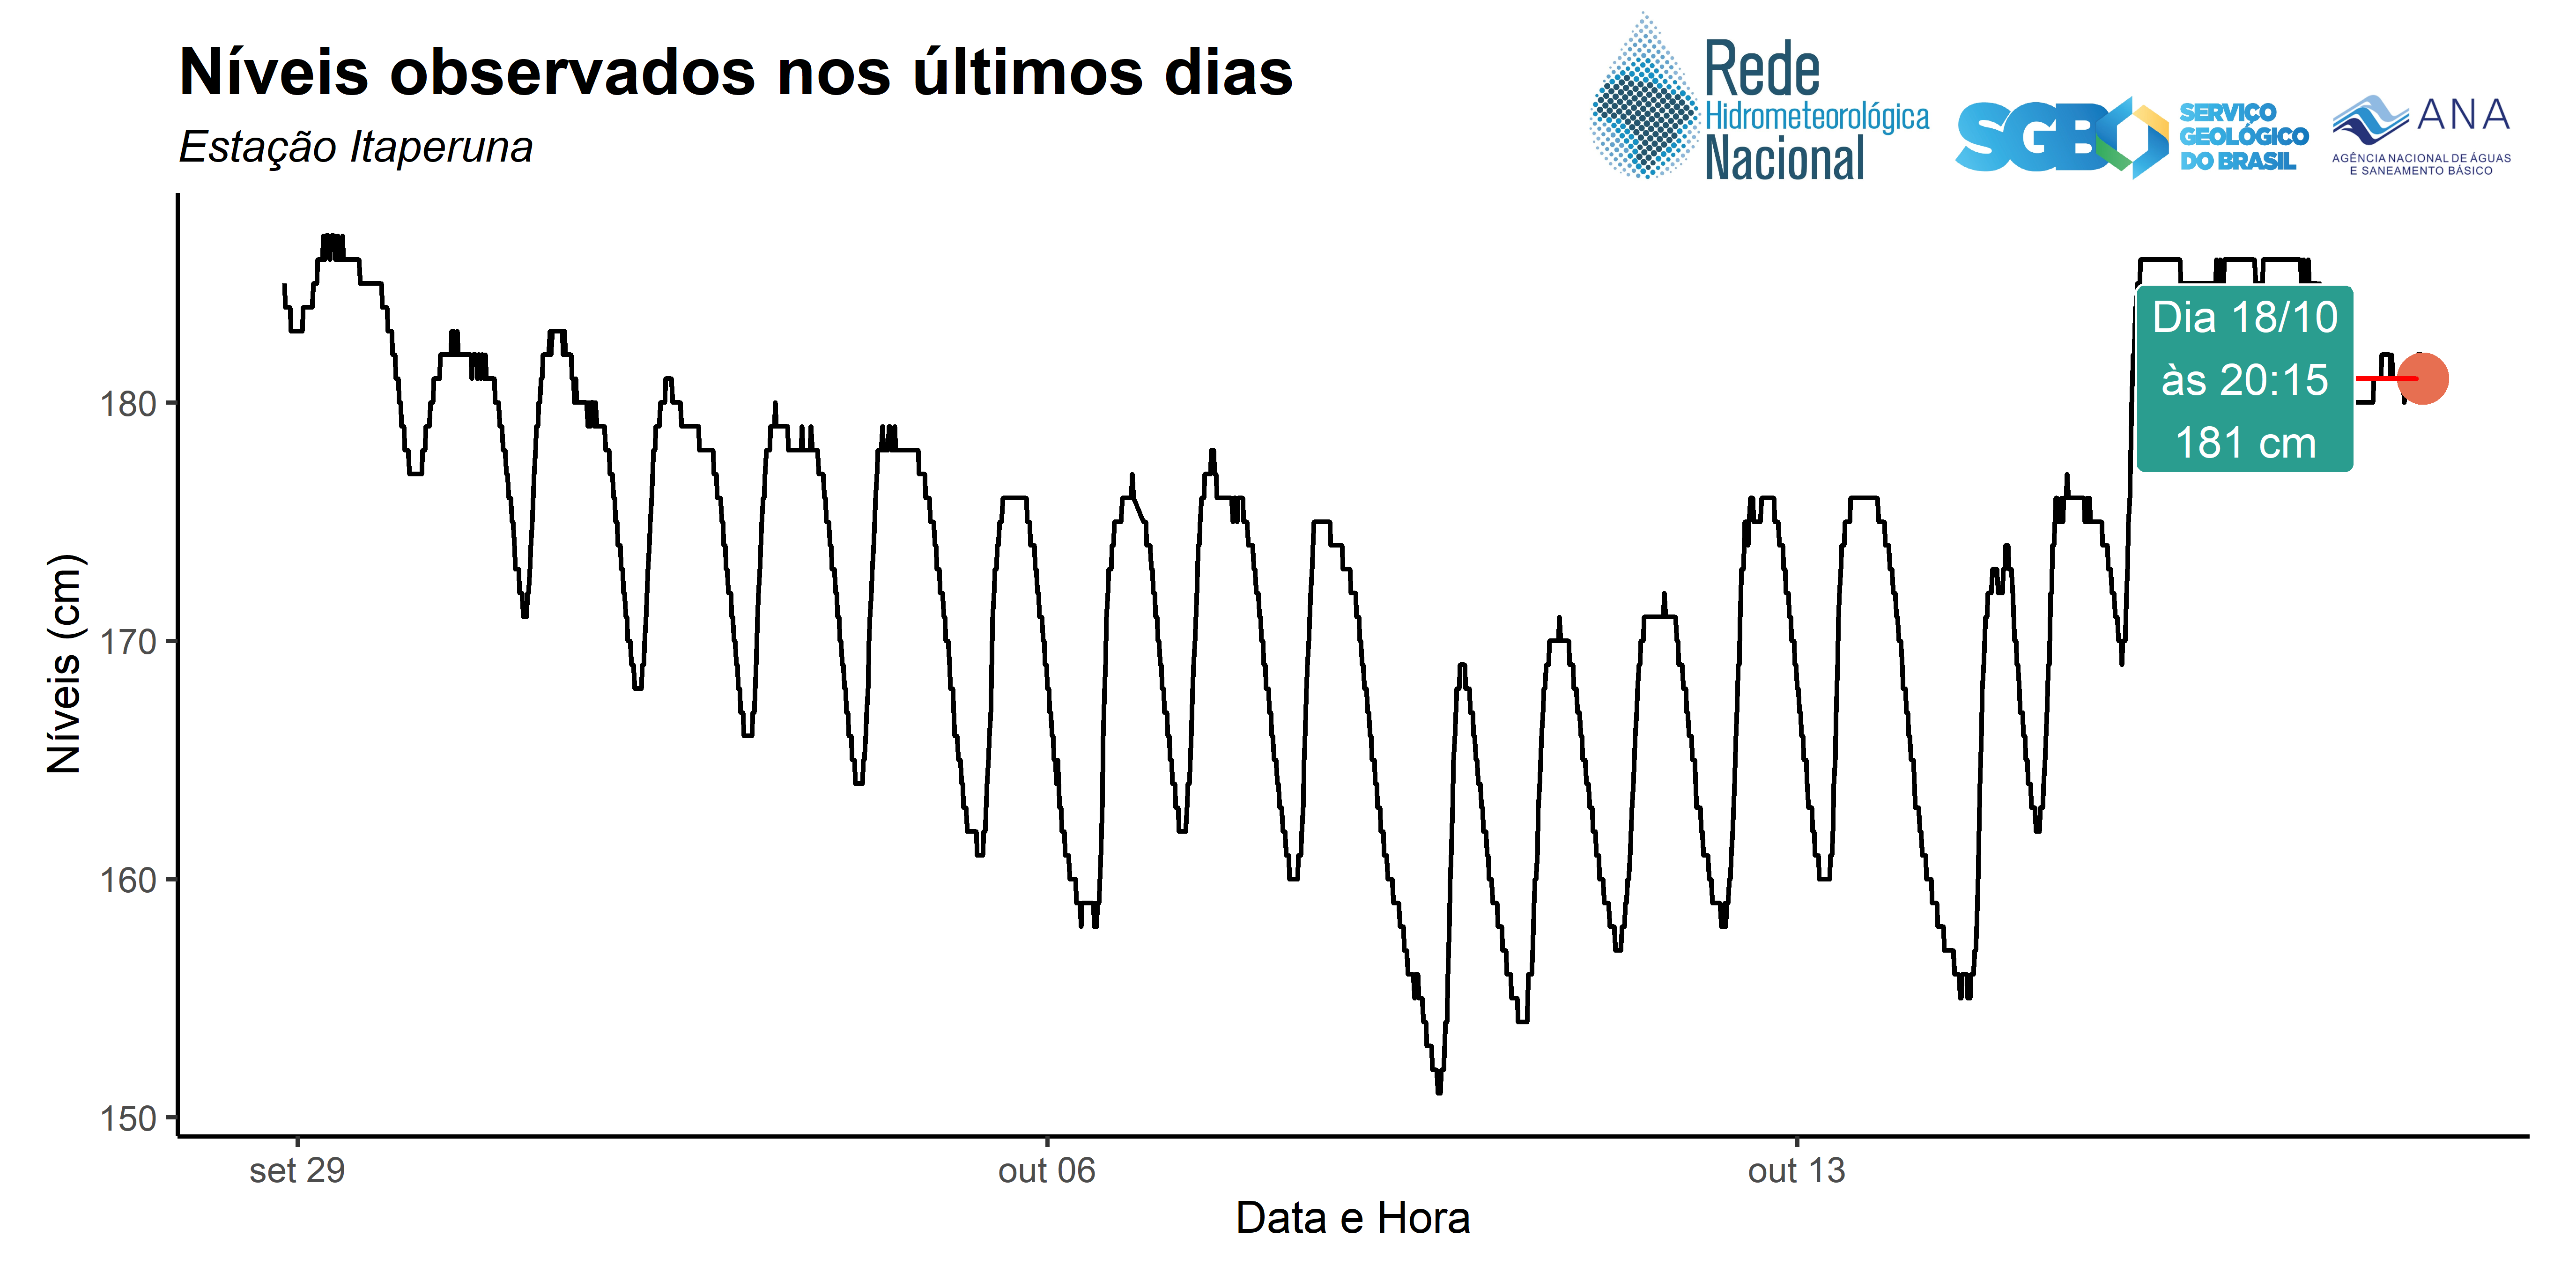 Níveis observados nos últimos dias
Estação Itaperuna
Rede
Hidrometeorológica
Nacional
SGB
SERVIÇO
GEOLÓGICO
DO BRASIL
ANA
AGÊNCIA NACIONAL DE ÁGUAS
E SANEAMENTO BÁSICO
Níveis (cm)
180
170
160
150
Dia 18/10
às 20:15
181 cm
set 29
out 06
out 13
Data e Hora